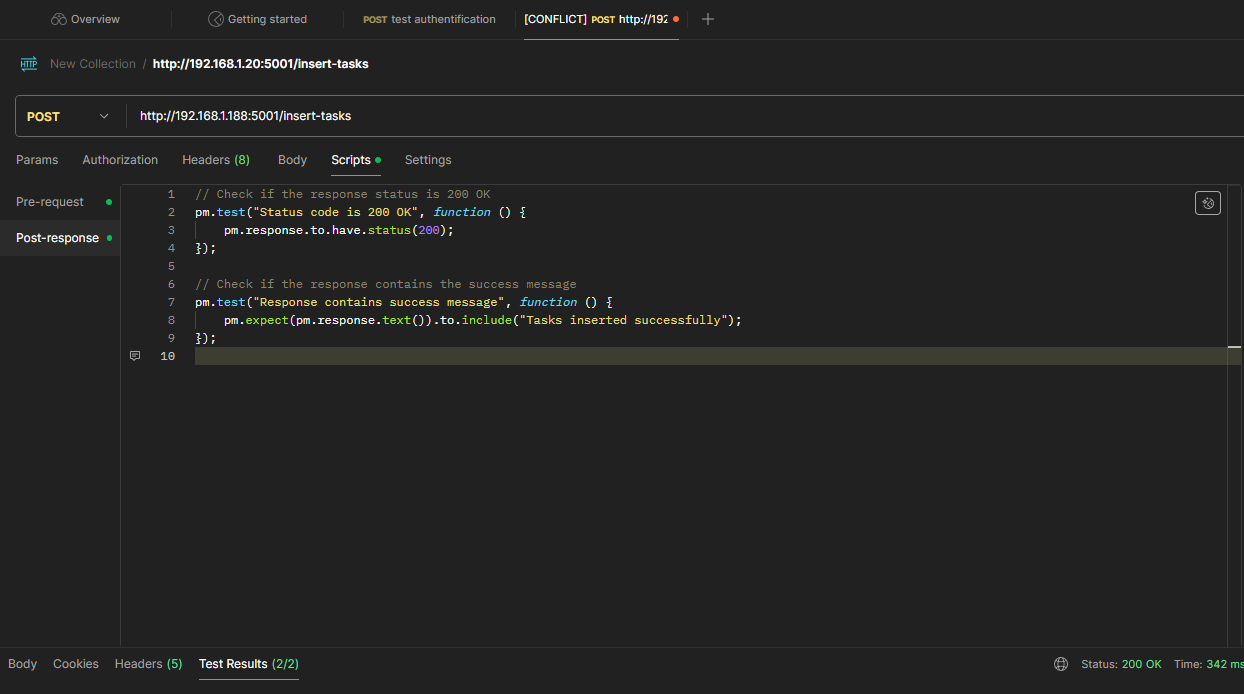 Overview
Getting started
POST test authentification
[CONFLICT] POST http://192
HTTP New Collection / http://192.168.1.20:5001/insert-tasks
POST http://192.168.1.188:5001/insert-tasks
Params Authorization Headers (8) Body Scripts Settings
Pre-request
Post-response
1 // Check if the response status is 200 OK
2 pm.test("Status code is 200 OK", function () {
3 pm.response.to.have.status(200);
4 });
5
6 // Check if the response contains the success message
7 pm.test("Response contains success message", function () {
8 pm.expect(pm.response.text()).to.include("Tasks inserted successfully");
9 });
10
Body Cookies Headers (5) Test Results (2/2) Status: 200 OK Time: 342 ms